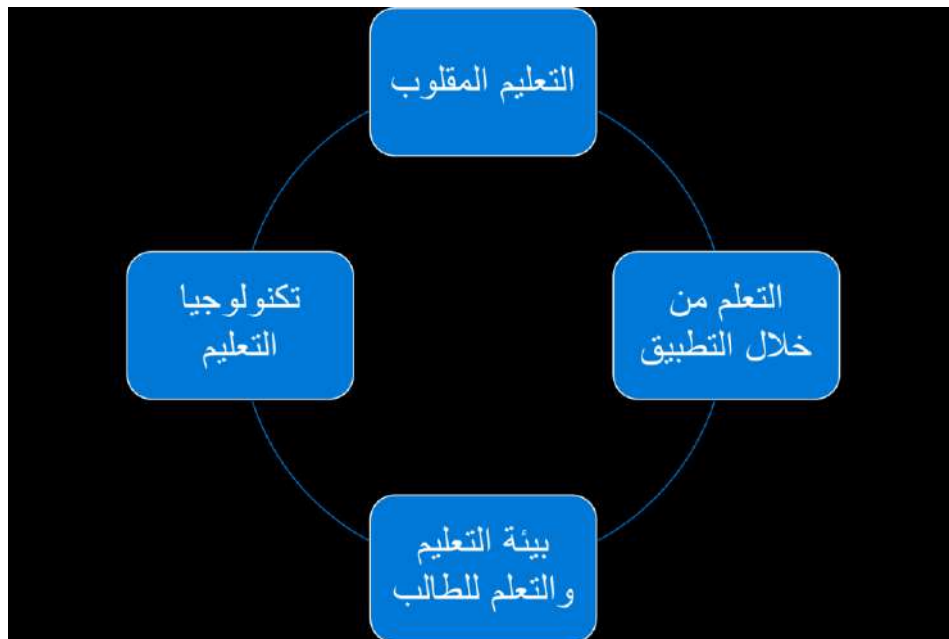 التعليم المقلوب
التعلم من
خلال التطبيق
بيئة التعليم
والتعلم للطالب
تكنولوجيا
التعليم